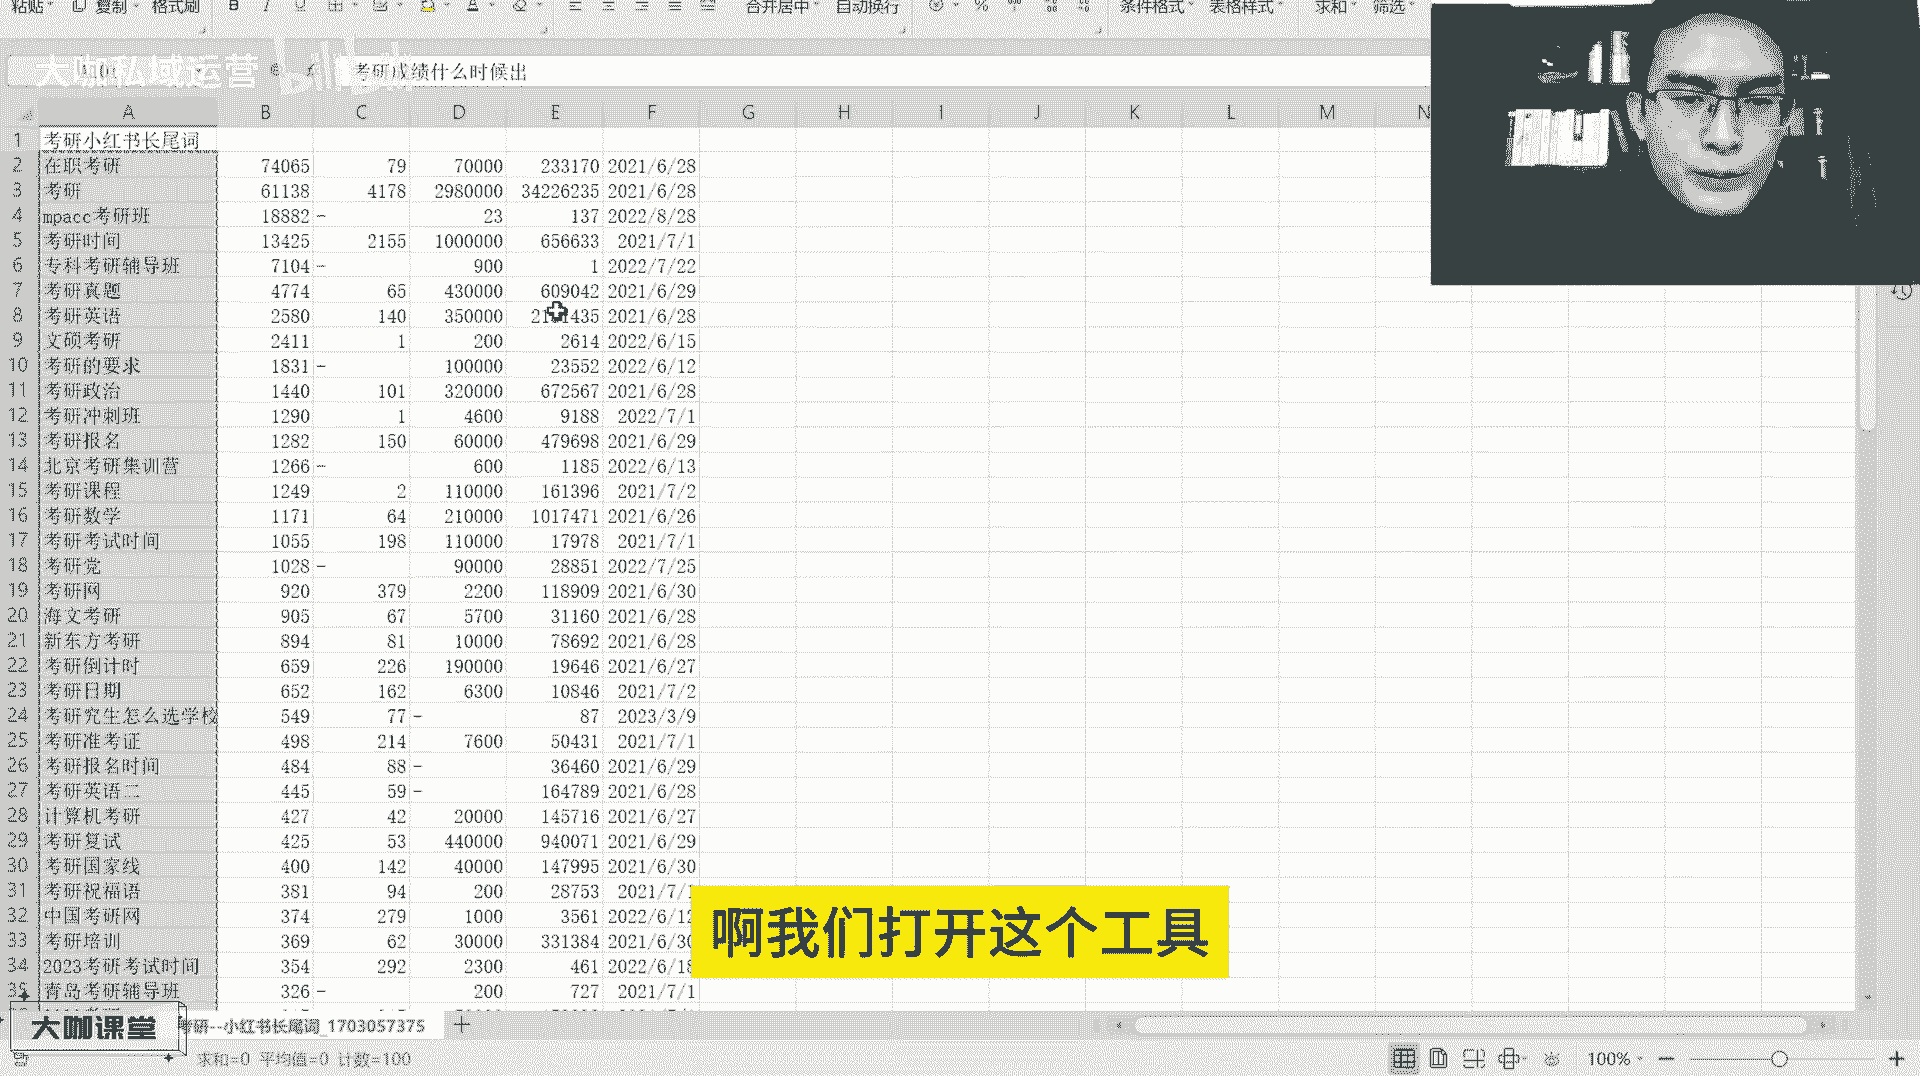 粘贴 复制 格式刷 B I U A 合并居中 自动换行 % 条件格式 表格样式 求和 筛选
大咖私域运营 bilibili 考研成绩什么时候出
A B C D E F G H I J K L M N
1 考研小红书长尾词
2 在职考研 74065 79 70000 233170 2021/6/28
3 考研 61138 4178 2980000 34226235 2021/6/28
4 mpacc考研班 18882 - 23 137 2022/8/28
5 考研时间 13425 2155 1000000 656633 2021/7/1
6 专科考研辅导班 7104 - 900 1 2022/7/22
7 考研真题 4774 65 430000 609042 2021/6/29
8 考研英语 2580 140 350000 2021/6/28
9 文硕考研 2411 1 200 2614 2022/6/15
10 考研的要求 1831 - 100000 23552 2022/6/12
11 考研政治 1440 101 320000 672567 2021/6/28
12 考研冲刺班 1290 1 4600 9188 2022/7/1
13 考研报名 1282 150 60000 479698 2021/6/29
14 北京考研集训营 1266 - 600 1185 2022/6/13
15 考研课程 1249 2 110000 161396 2021/7/2
16 考研数学 1171 64 210000 1017471 2021/6/26
17 考研考试时间 1055 198 110000 17978 2021/7/1
18 考研党 1028 - 90000 28851 2022/7/25
19 考研网 920 379 2200 118909 2021/6/30
20 海文考研 905 67 5700 31160 2021/6/28
21 新东方考研 894 81 10000 78692 2021/6/28
22 考研倒计时 659 226 190000 19646 2021/6/27
23 考研日期 652 162 6300 10846 2021/7/2
24 考研究生怎么选学校 549 77 - 87 2023/3/9
25 考研准考证 498 214 7600 50431 2021/7/1
26 考研报名时间 484 88 - 36460 2021/6/29
27 考研英语二 445 59 - 164789 2021/6/28
28 计算机考研 427 42 20000 145716 2021/6/27
29 考研复试 425 53 440000 940071 2021/6/29
30 考研国家线 400 142 40000 147995 2021/6/30
31 考研祝福语 381 94 200 28753 2021/7/
32 中国考研网 374 279 1000 3561 2022/6/12
33 考研培训 369 62 30000 331384 2021/6/30
34 2023考研考试时间 354 292 2300 461 2022/6/18
35 青岛考研辅导班 326 - 200 727 2021/7/1
啊我们打开这个工具
大咖课堂
考研--小红书长尾词_1703057375 +
求和=0 平均值=0 计数=100 100% - +